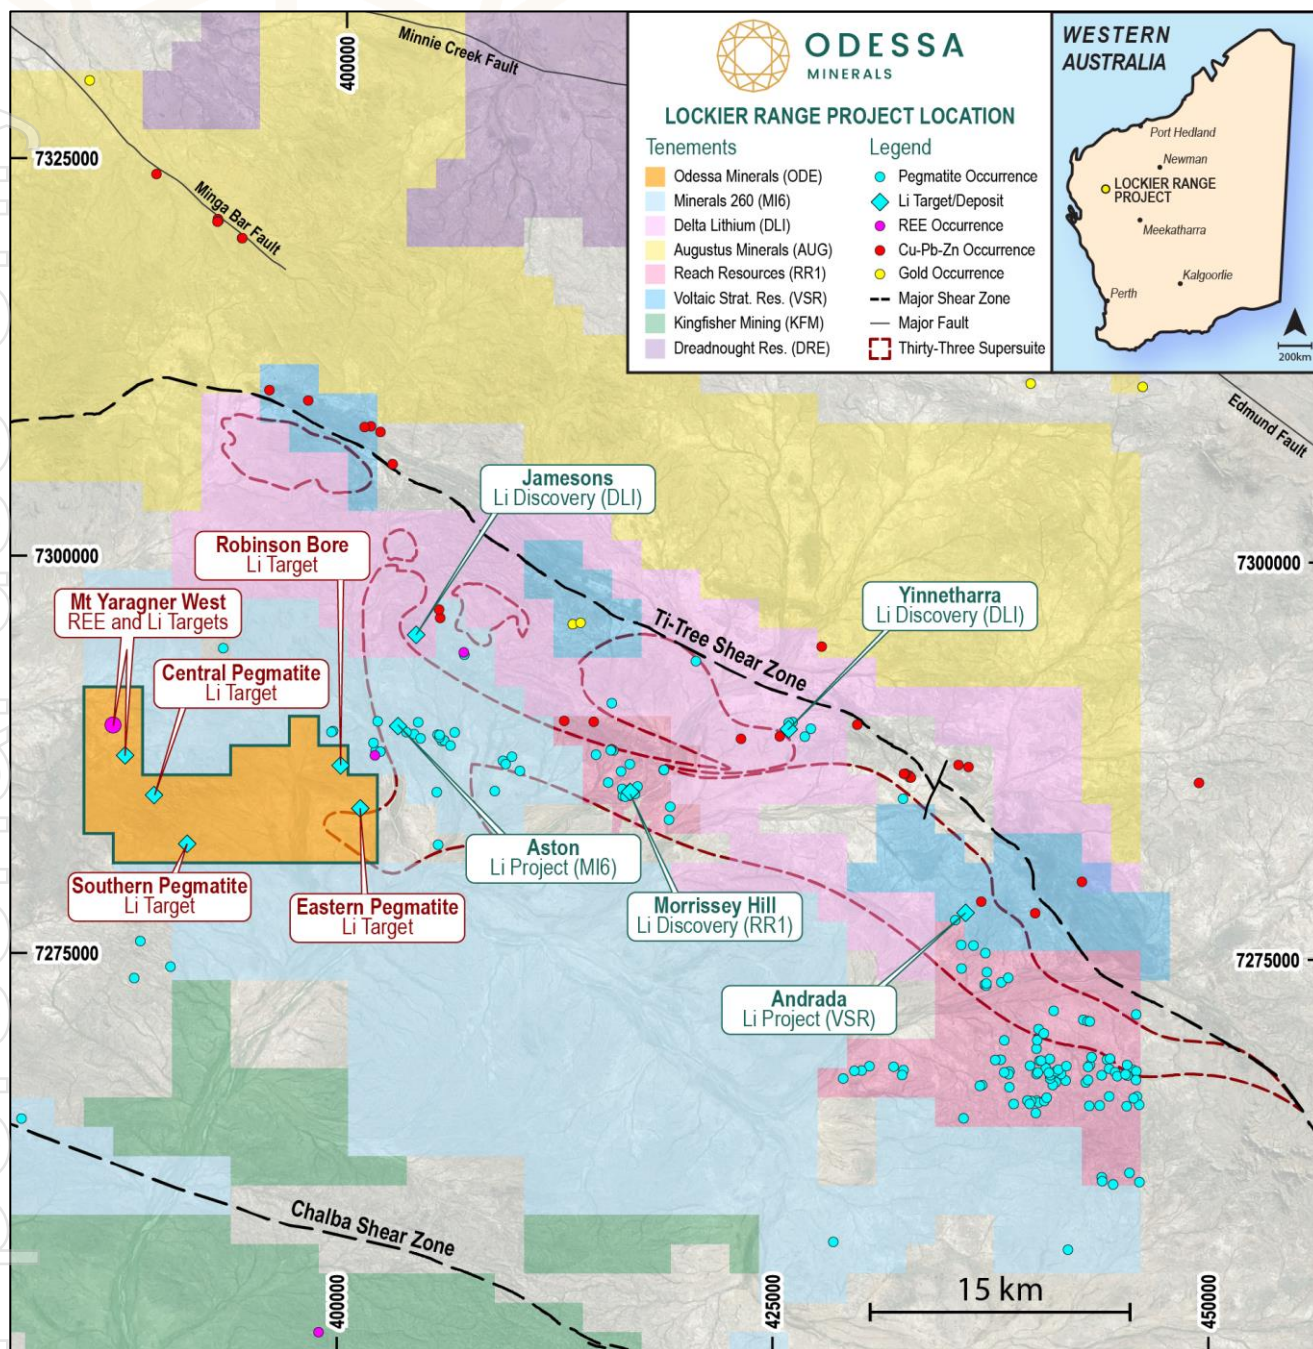 400000
Minnie Creek Fault
ODESSA
MINERALS
LOCKIER RANGE PROJECT LOCATION
Tenements
Odessa Minerals (ODE)
Minerals 260 (MI6)
Delta Lithium (DLI)
Augustus Minerals (AUG)
Reach Resources (RR1)
Voltaic Strat. Res. (VSR)
Kingfisher Mining (KFM)
Dreadnought Res. (DRE)
Legend
Pegmatite Occurrence
Li Target/Deposit
REE Occurrence
Cu-Pb-Zn Occurrence
Gold Occurrence
Major Shear Zone
Major Fault
Thirty-Three Supersuite
WESTERN
AUSTRALIA
Port Hedland
Newman
LOCKIER RANGE
PROJECT
Meekatharra
Kalgoorlie
Perth
200km
7325000
Minga Bar Fault
Edmund Fault
Jamesons
Li Discovery (DLI)
7300000
7300000
Robinson Bore
Li Target
Mt Yaragner West
REE and Li Targets
Yinnetharra
Li Discovery (DLI)
Ti-Tree Shear Zone
Central Pegmatite
Li Target
Aston
Li Project (MI6)
Southern Pegmatite
Li Target
Eastern Pegmatite
Li Target
Morrissey Hill
Li Discovery (RR1)
7275000
7275000
Andrada
Li Project (VSR)
Chalba Shear Zone
15 km
400000
425000
450000